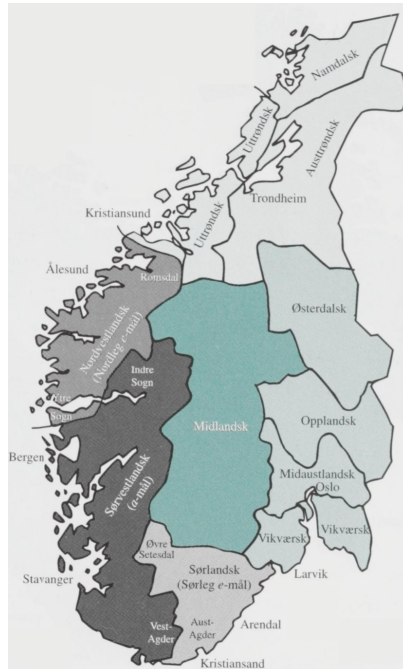 Namdalsk
Uttrøndsk
Austtrøndsk
Trondheim
Uttrøndsk
Kristiansund
Romsdal
Ålesund
Østerdalsk
Nordvestlandsk
(Nordleg e-mål)
Indre
Sogn
Ytre
Sogn
Midlandsk
Opplandsk
Bergen
Sørvestlandsk
(a-mål)
Midaustlandsk
Oslo
Vikværsk
Vikværsk
Øvre
Setesdal
Sørlandsk
(Sørleg e-mål)
Larvik
Stavanger
Vest-
Agder
Aust-
Agder
Arendal
Kristiansand